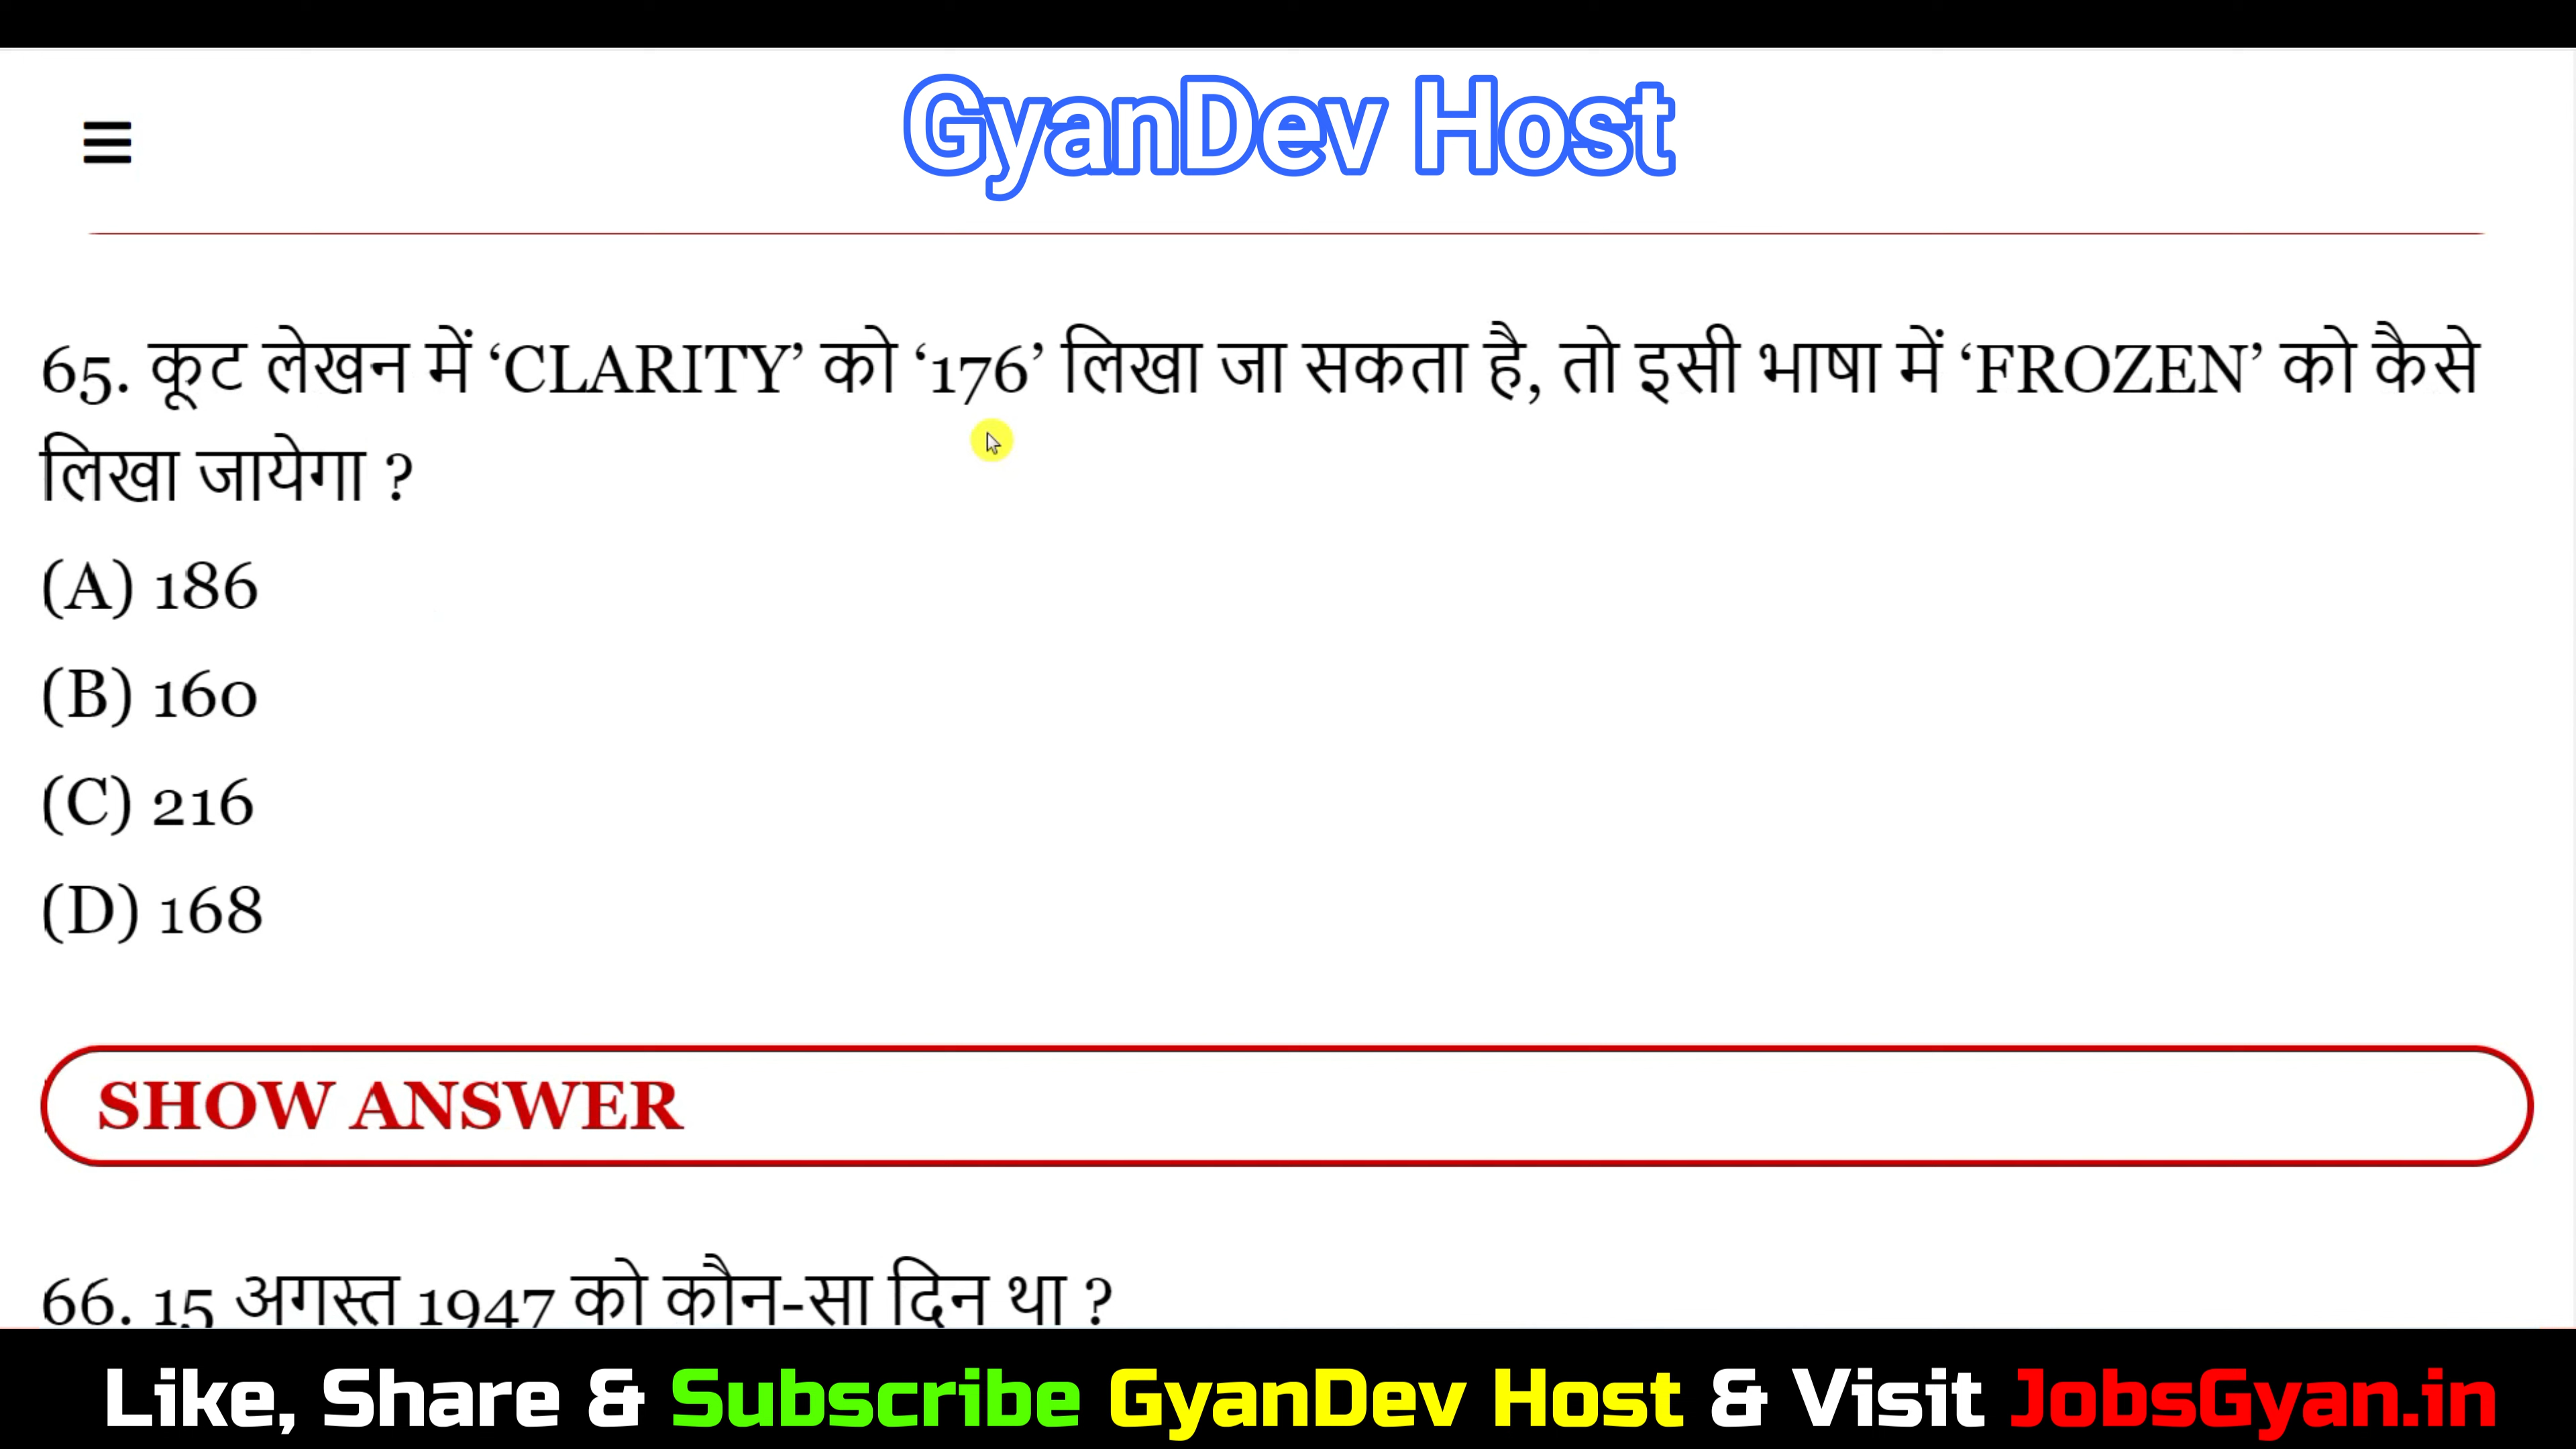 GyanDev Host
65. कूट लेखन में ‘CLARITY’ को ‘176’ लिखा जा सकता है, तो इसी भाषा में ‘FROZEN’ को कैसे
लिखा जायेगा ?
(A) 186
(B) 160
(C) 216
(D) 168
SHOW ANSWER
66. 15 अगस्त 1947 को कौन-सा दिन था ?
Like, Share & Subscribe GyanDev Host & Visit JobsGyan.in